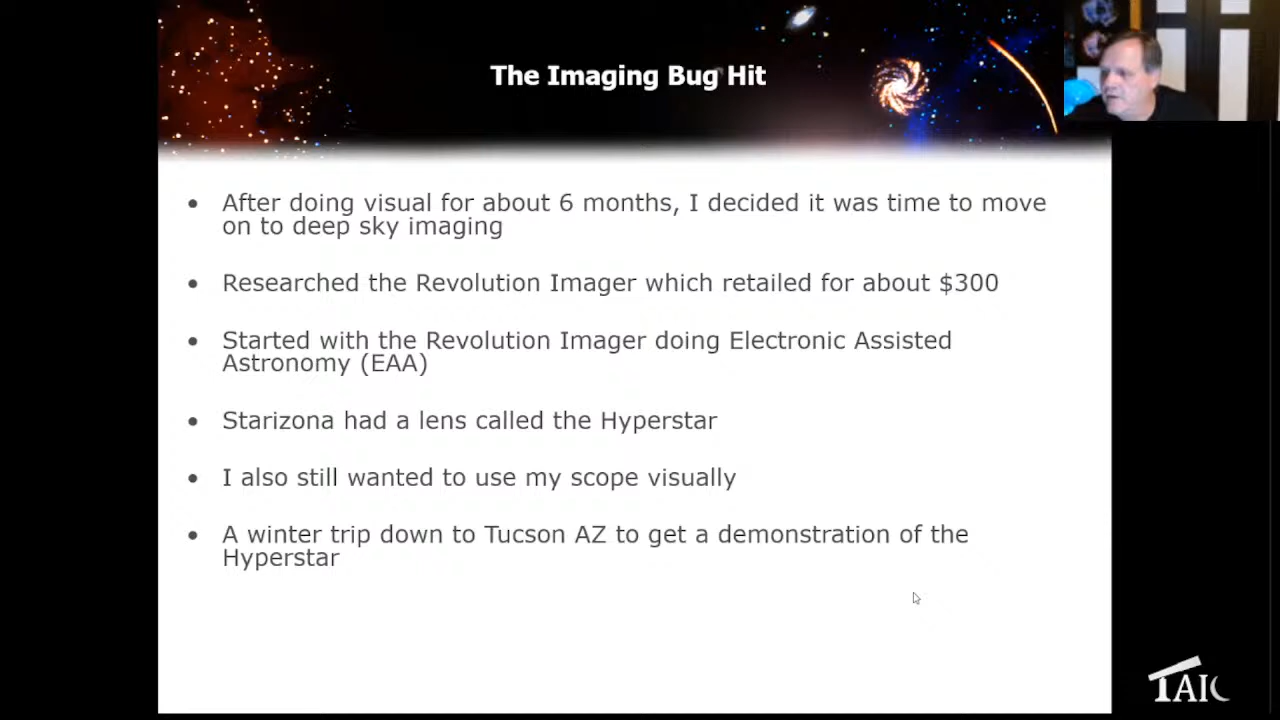 The Imaging Bug Hit
• After doing visual for about 6 months, I decided it was time to move
on to deep sky imaging
• Researched the Revolution Imager which retailed for about $300
• Started with the Revolution Imager doing Electronic Assisted
Astronomy (EAA)
• Starizona had a lens called the Hyperstar
• I also still wanted to use my scope visually
• A winter trip down to Tucson AZ to get a demonstration of the
Hyperstar
TAIC